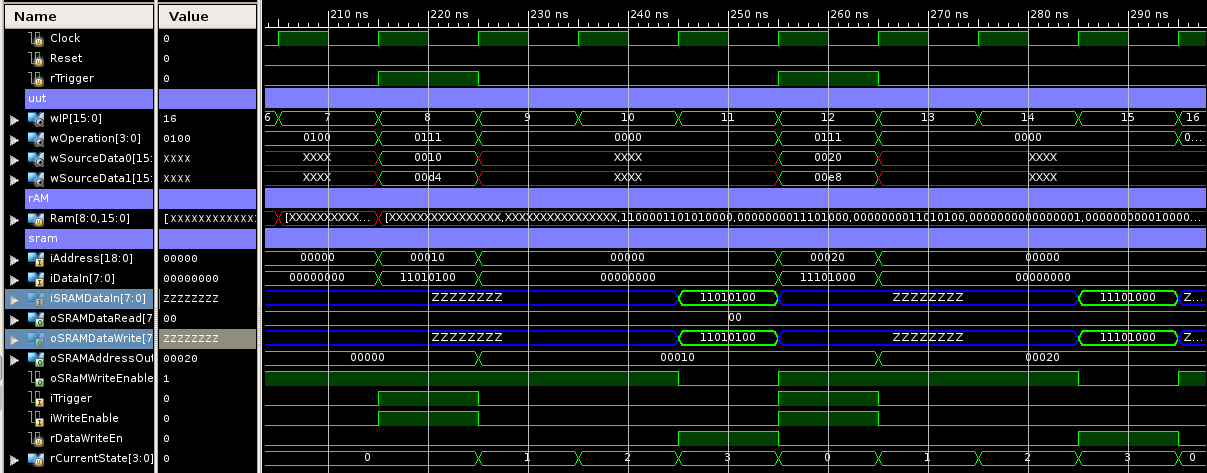 Name Value 210 ns 220 ns 230 ns 240 ns 250 ns 260 ns 270 ns 280 ns 290 ns
Clock 0
Reset 0
rTrigger 0
uut
wIP[15:0] 16 6 7 8 9 10 11 12 13 14 15 16
wOperation[3:0] 0100 0100 0111 0000 0111 0000 0...
wSourceData0[15: XXXX XXXX 0010 XXXX 0020 XXXX
wSourceData1[15: XXXX XXXX 00d4 XXXX 00e8 XXXX
rAM
Ram[8:0,15:0] [XXXXXXXXXXXX: [XXXXXXXXXX... [XXXXXXXXXXXXXXXX,XXXXXXXXXXXXXXXX,1100001101010000,0000000011101000,0000000011010100,0000000000000001,000000000010000...
sram
iAddress[18:0] 00000 00000 00010 00000 00020 00000
iDataIn[7:0] 00000000 00000000 11010100 00000000 11101000 00000000
iSRAMDataIn[7:0] ZZZZZZZZ ZZZZZZZZ 11010100 ZZZZZZZZ 11101000 Z...
oSRAMDataRead[7 00 00
oSRAMDataWrite[7 ZZZZZZZZ ZZZZZZZZ 11010100 ZZZZZZZZ 11101000 Z...
oSRAMAddressOut 00020 00000 00010 00020
oSRaMWriteEnable 1
iTrigger 0
iWriteEnable 0
rDataWriteEn 0
rCurrentState[3:0] 0 0 1 2 3 0 1 2 3 0